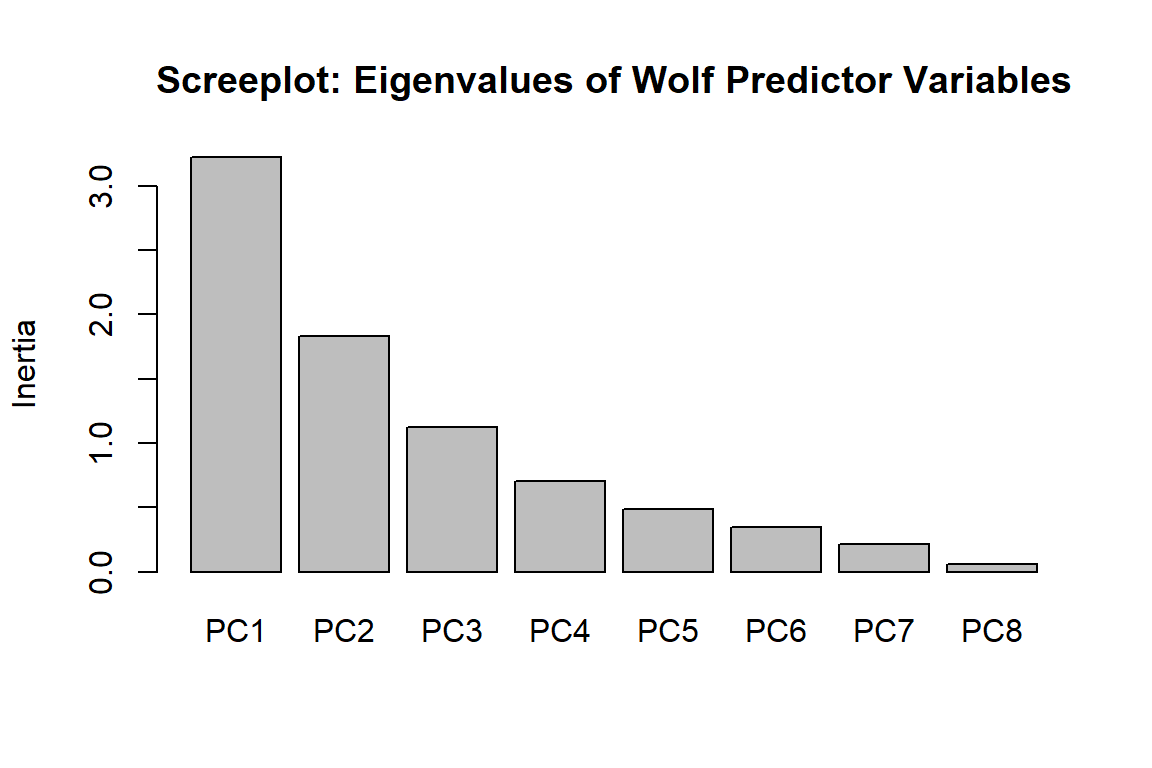 Screeplot: Eigenvalues of Wolf Predictor Variables
Inertia
3.0
2.0
1.0
0.0
PC1 PC2 PC3 PC4 PC5 PC6 PC7 PC8